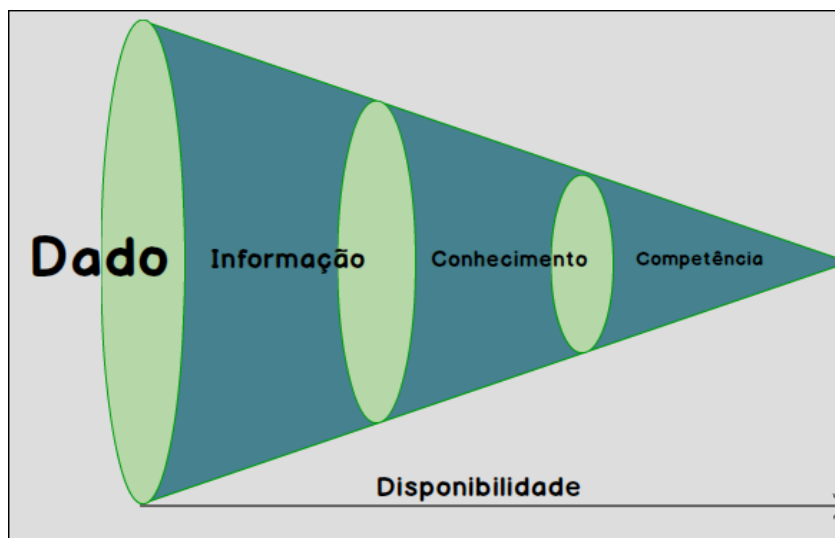 Dado
Informação
Conhecimento
Competência
Disponibilidade